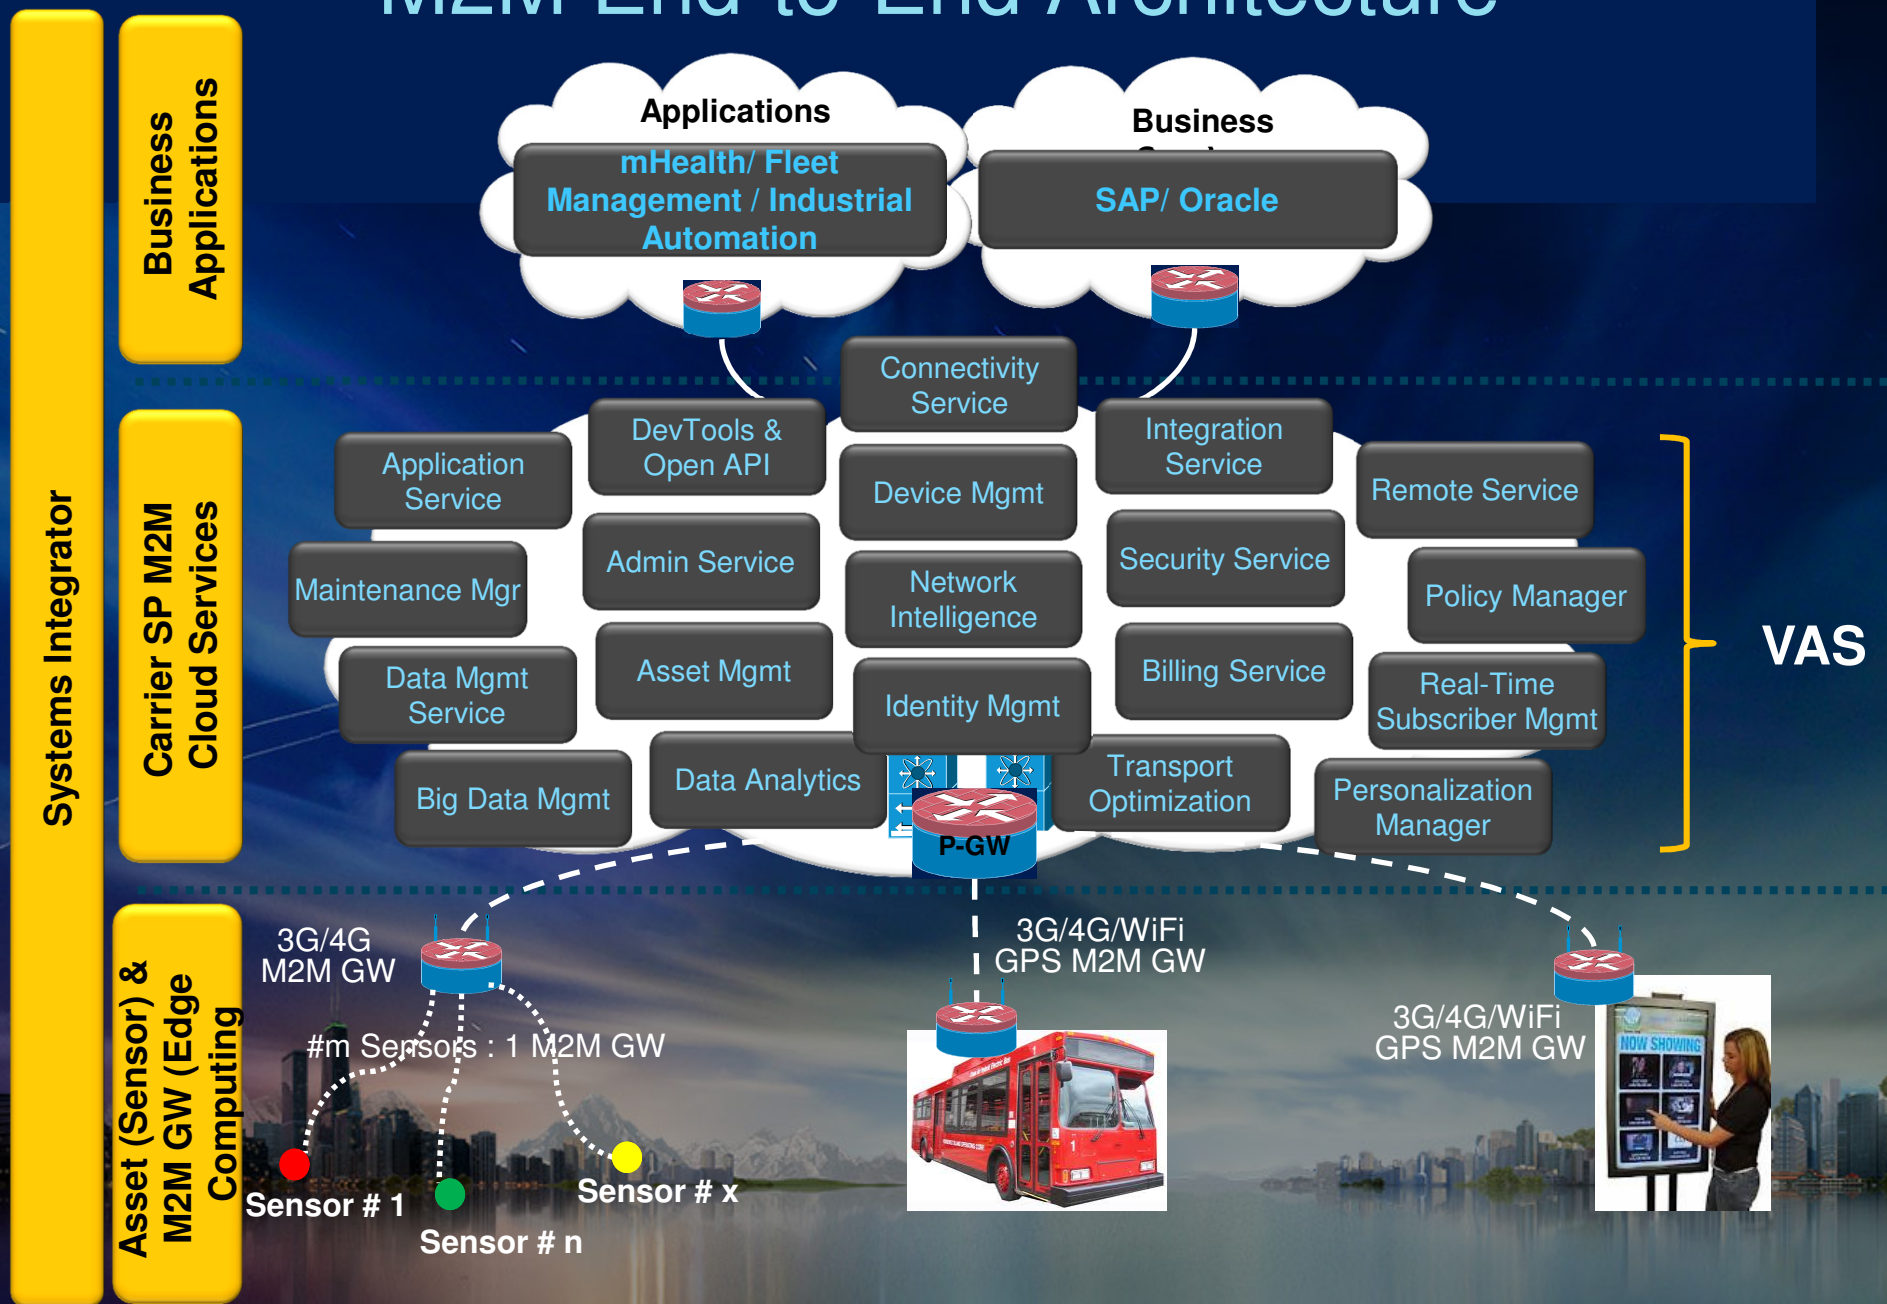 M2M End-to-End Architecture
Systems Integrator
Business
Applications
Applications
mHealth/ Fleet
Management / Industrial
Automation
Business
SAP/ Oracle
Carrier SP M2M
Cloud Services
Connectivity
Service
DevTools &
Open API
Integration
Service
Application
Service
Device Mgmt
Remote Service
Admin Service
Security Service
Maintenance Mgr
Network
Intelligence
Policy Manager
Asset Mgmt
Billing Service
Data Mgmt
Service
Identity Mgmt
Real-Time
Subscriber Mgmt
Big Data Mgmt
Data Analytics
Transport
Optimization
Personalization
Manager
P-GW
VAS
Asset (Sensor) &
M2M GW (Edge
Computing
3G/4G
M2M GW
#m Sensors : 1 M2M GW
Sensor # 1
Sensor # n
Sensor # x
3G/4G/WiFi
GPS M2M GW
3G/4G/WiFi
GPS M2M GW
NOW SHOWING